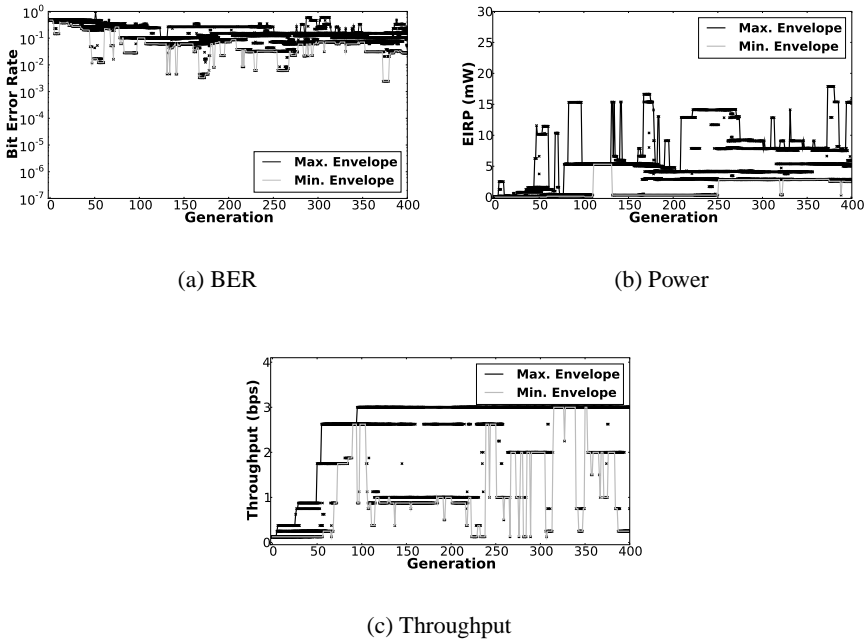 10^0
10^-1
10^-2
10^-3
10^-4
10^-5
10^-6
10^-7
Bit Error Rate
Max. Envelope
Min. Envelope
0 50 100 150 200 250 300 350 400
Generation
(a) BER
30
25
20
15
10
5
0
EIRP (mW)
Max. Envelope
Min. Envelope
0 50 100 150 200 250 300 350 400
Generation
(b) Power
4
3
2
1
0
Throughput (bps)
Max. Envelope
Min. Envelope
0 50 100 150 200 250 300 350 400
Generation
(c) Throughput